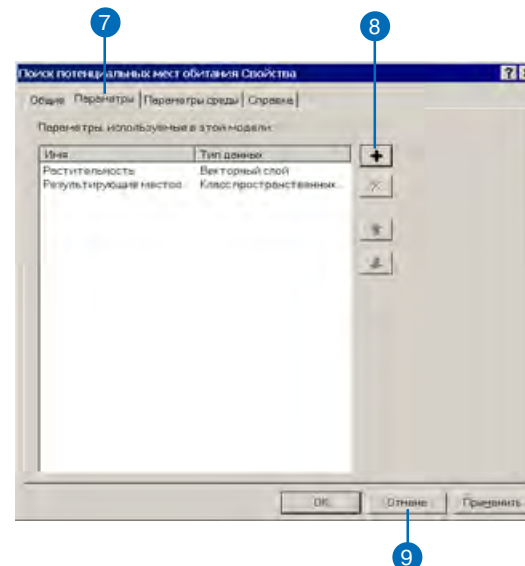 7 8
Поиск потенциальных мест обитания Свойства
Общие Параметры Параметры среды Справка
Параметры, используемые в этой модели:
Имя Тип данных
Растительность Векторный слой
Результирующие местоо... Класс пространственных...
OK Отмена Применить
9